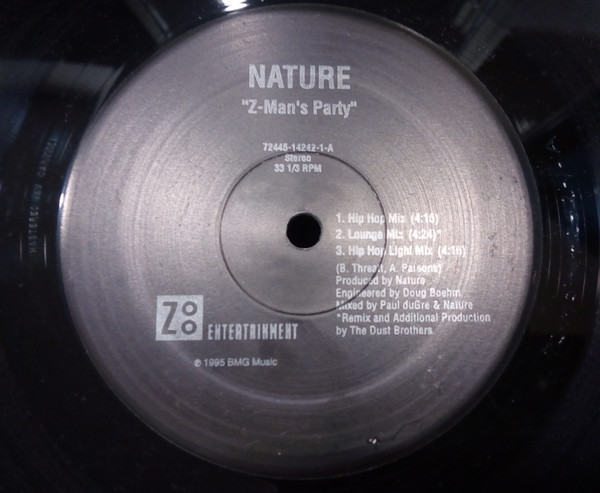 NATURE
"Z-Man's Party"
72445-14242-1-A
Stereo
33 1/3 RPM
1. Hip Hop Mix (4:16)
2. Lounge Mix (4:24)*
3. Hip Hop Light Mix (4:16)
(B. Threatt, A. Parsons)
Produced by Nature
Engineered by Doug Boehm
Mixed by Paul duGre & Nature
*Remix and Additional Production
by The Dust Brothers
ZOO ENTERTAINMENT
℗ 1995 BMG Music